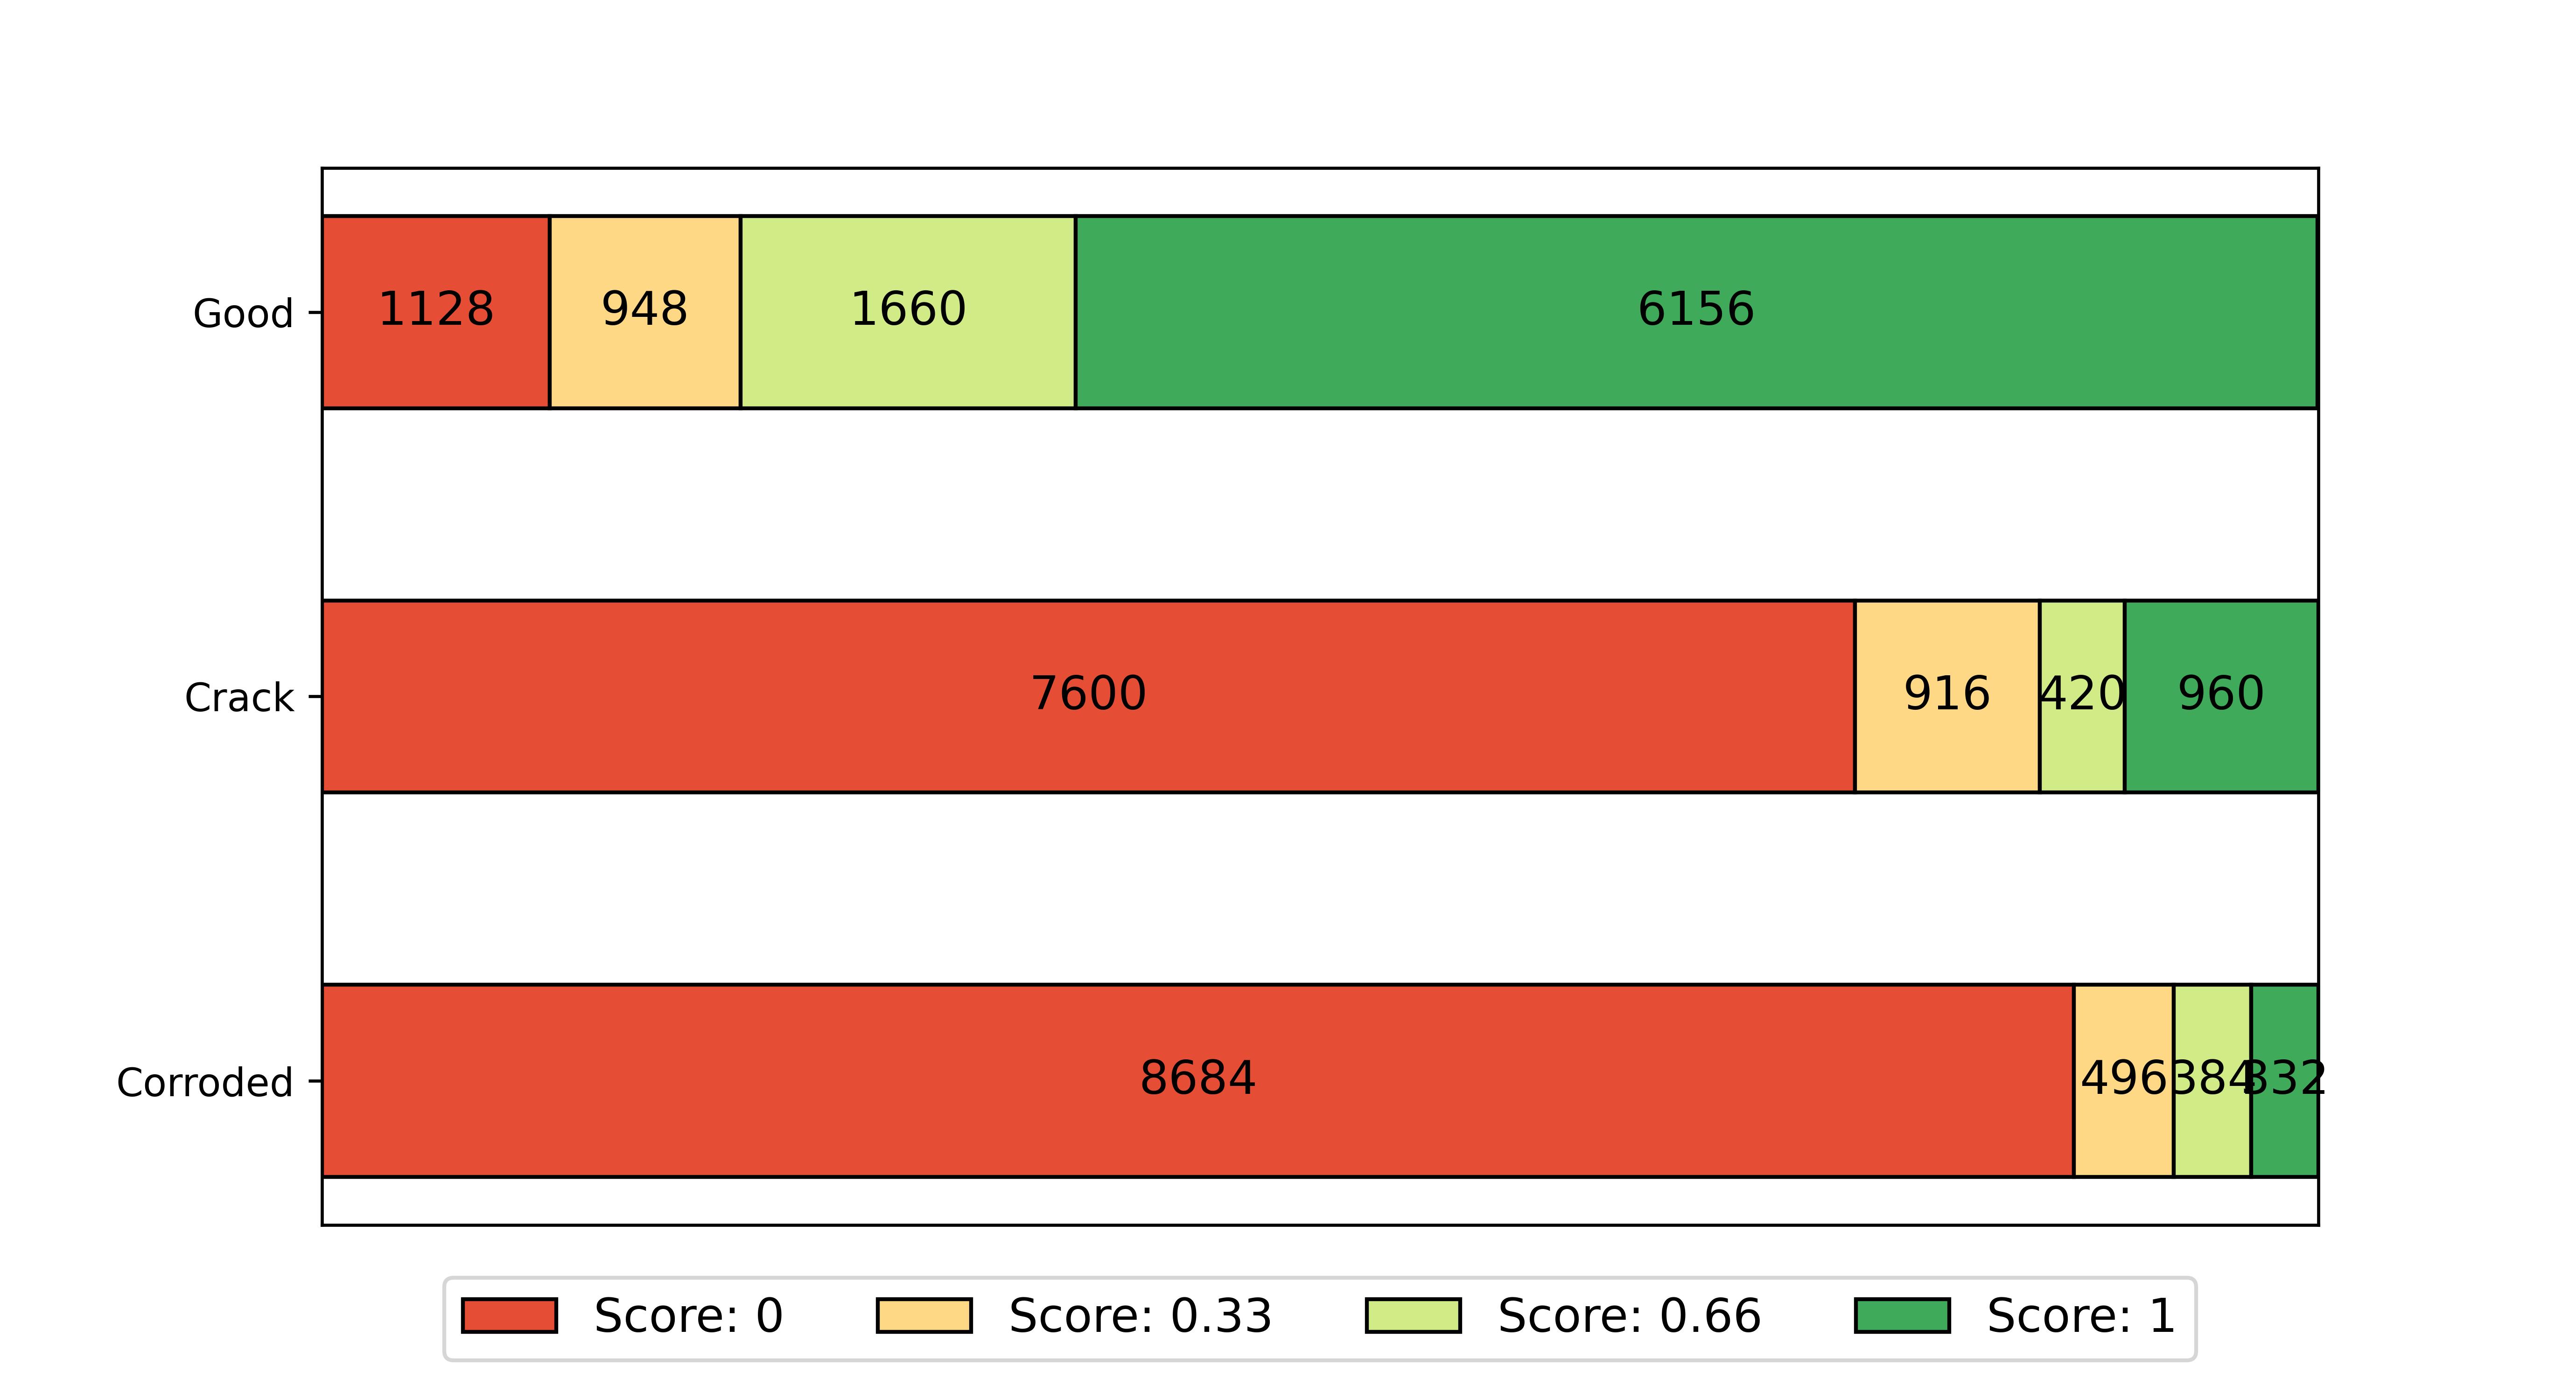 Good 1128 948 1660 6156
Crack 7600 916 420 960
Corroded 8684 496 384 332
Score: 0 Score: 0.33 Score: 0.66 Score: 1